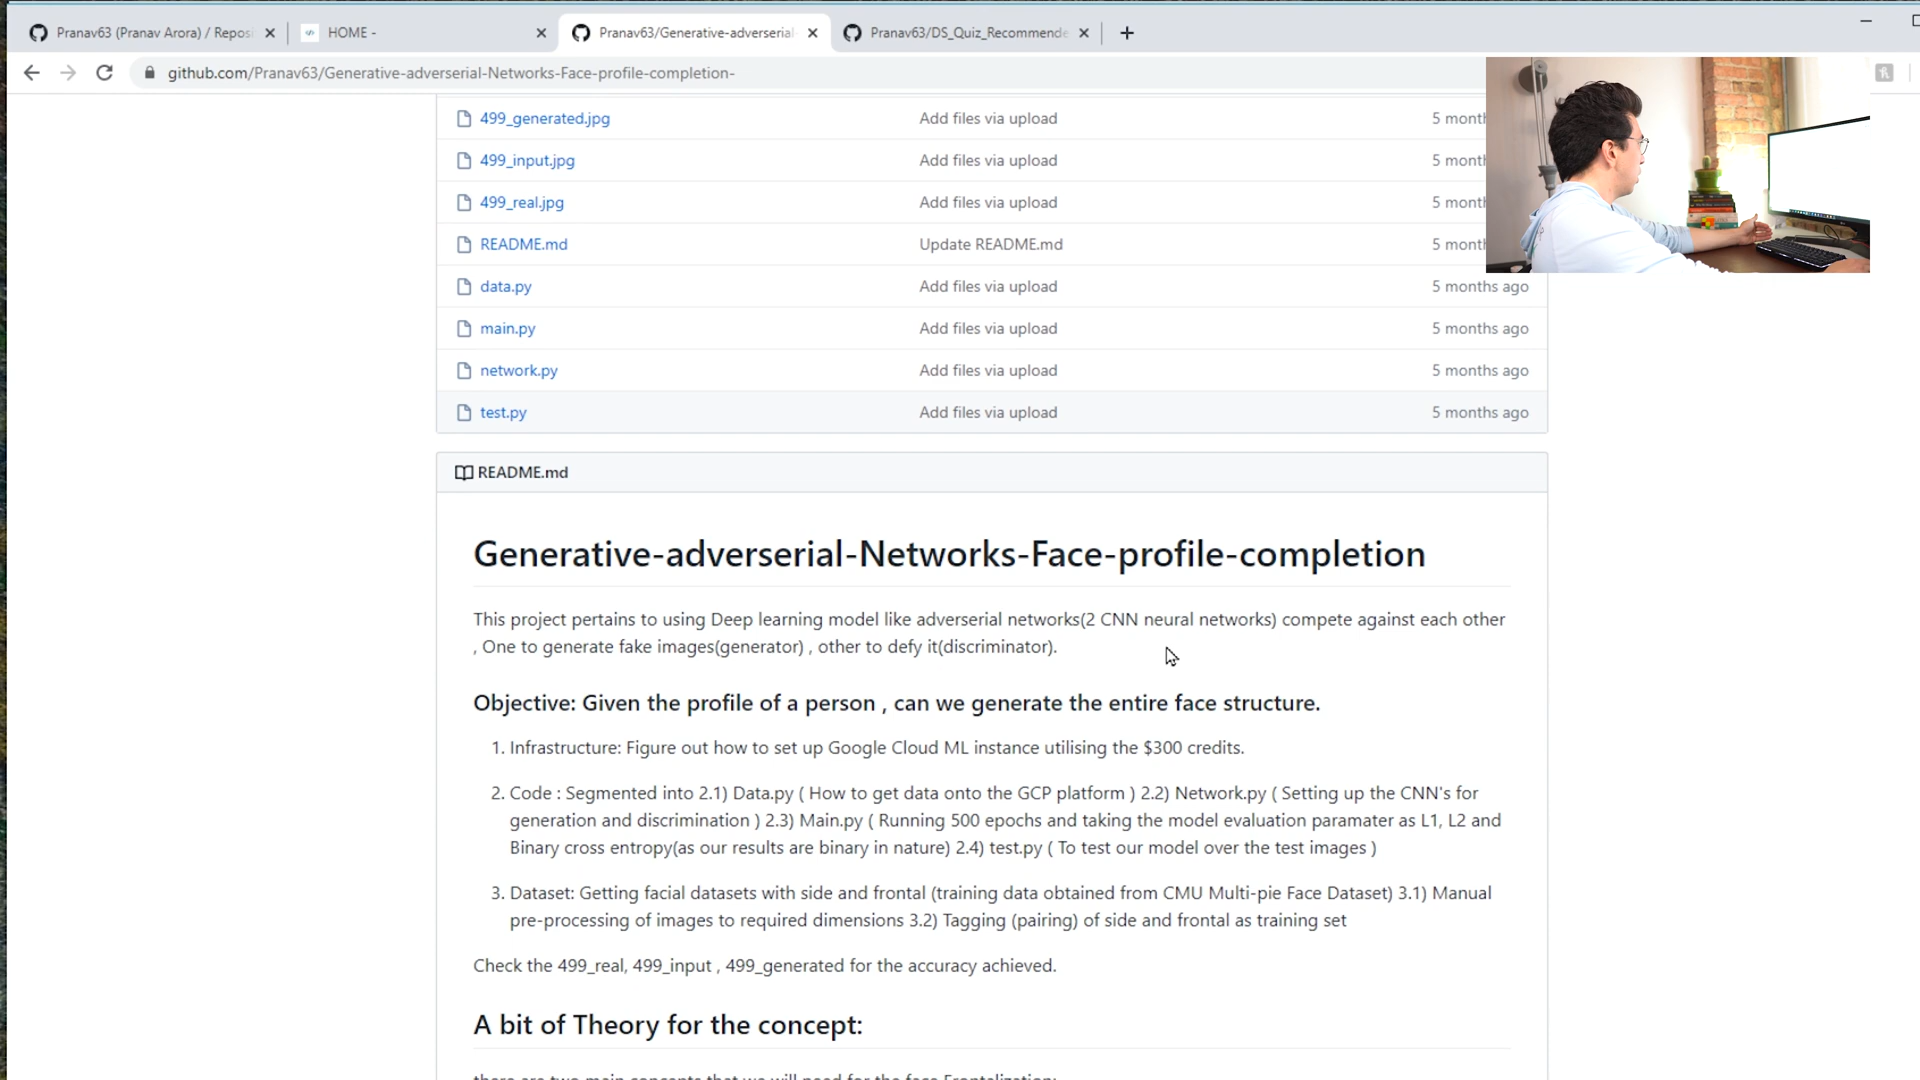 Pranav63 (Pranav Arora) / Reposi
HOME -
Pranav63/Generative-adverserial
Pranav63/DS_Quiz_Recommende
github.com/Pranav63/Generative-adverserial-Networks-Face-profile-completion-
499_generated.jpg Add files via upload 5 month
499_input.jpg Add files via upload 5 month
499_real.jpg Add files via upload 5 month
README.md Update README.md 5 month
data.py Add files via upload 5 months ago
main.py Add files via upload 5 months ago
network.py Add files via upload 5 months ago
test.py Add files via upload 5 months ago
README.md
Generative-adverserial-Networks-Face-profile-completion
This project pertains to using Deep learning model like adverserial networks(2 CNN neural networks) compete against each other
, One to generate fake images(generator) , other to defy it(discriminator).
Objective: Given the profile of a person , can we generate the entire face structure.
1. Infrastructure: Figure out how to set up Google Cloud ML instance utilising the $300 credits.
2. Code : Segmented into 2.1) Data.py ( How to get data onto the GCP platform ) 2.2) Network.py ( Setting up the CNN's for
generation and discrimination ) 2.3) Main.py ( Running 500 epochs and taking the model evaluation paramater as L1, L2 and
Binary cross entropy(as our results are binary in nature) 2.4) test.py ( To test our model over the test images )
3. Dataset: Getting facial datasets with side and frontal (training data obtained from CMU Multi-pie Face Dataset) 3.1) Manual
pre-processing of images to required dimensions 3.2) Tagging (pairing) of side and frontal as training set
Check the 499_real, 499_input , 499_generated for the accuracy achieved.
A bit of Theory for the concept:
there are two main concepts that we will need for the face Frontalization: